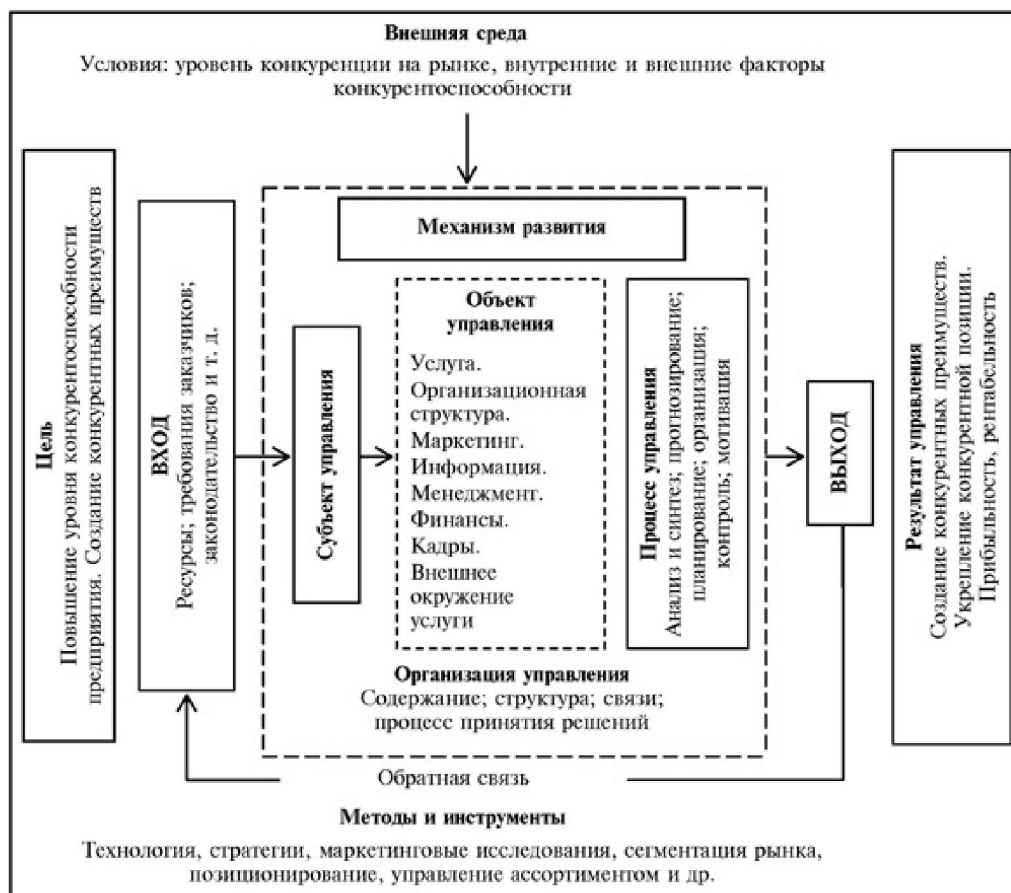 Внешняя среда
Условия: уровень конкуренции на рынке, внутренние и внешние факторы
конкурентоспособности
Цель
Повышение уровня конкурентоспособности
предприятия. Создание конкурентных преимуществ
ВХОД
Ресурсы; требования заказчиков;
законодательство и т. д.
Механизм развития
Субъект управления
Объект
управления
Услуга.
Организационная
структура.
Маркетинг.
Информация.
Менеджмент.
Финансы.
Кадры.
Внешнее
окружение
услуги
Процесс управления
Анализ и синтез; прогнозирование;
планирование; организация;
контроль; мотивация
Организация управления
Содержание; структура; связи;
процесс принятия решений
ВЫХОД
Результат управления
Создание конкурентных преимуществ.
Укрепление конкурентной позиции.
Прибыльность, рентабельность
Обратная связь
Методы и инструменты
Технология, стратегии, маркетинговые исследования, сегментация рынка,
позиционирование, управление ассортиментом и др.